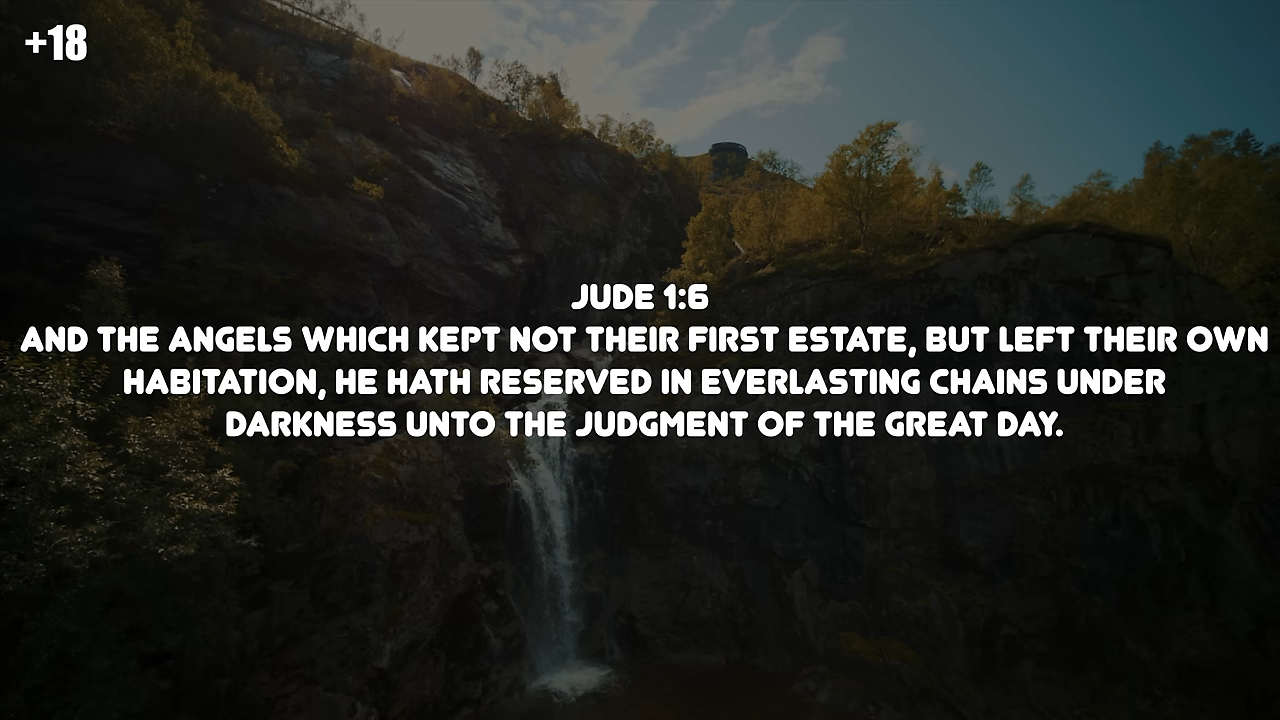 +18
JUDE 1:6
AND THE ANGELS WHICH KEPT NOT THEIR FIRST ESTATE, BUT LEFT THEIR OWN
HABITATION, HE HATH RESERVED IN EVERLASTING CHAINS UNDER
DARKNESS UNTO THE JUDGMENT OF THE GREAT DAY.